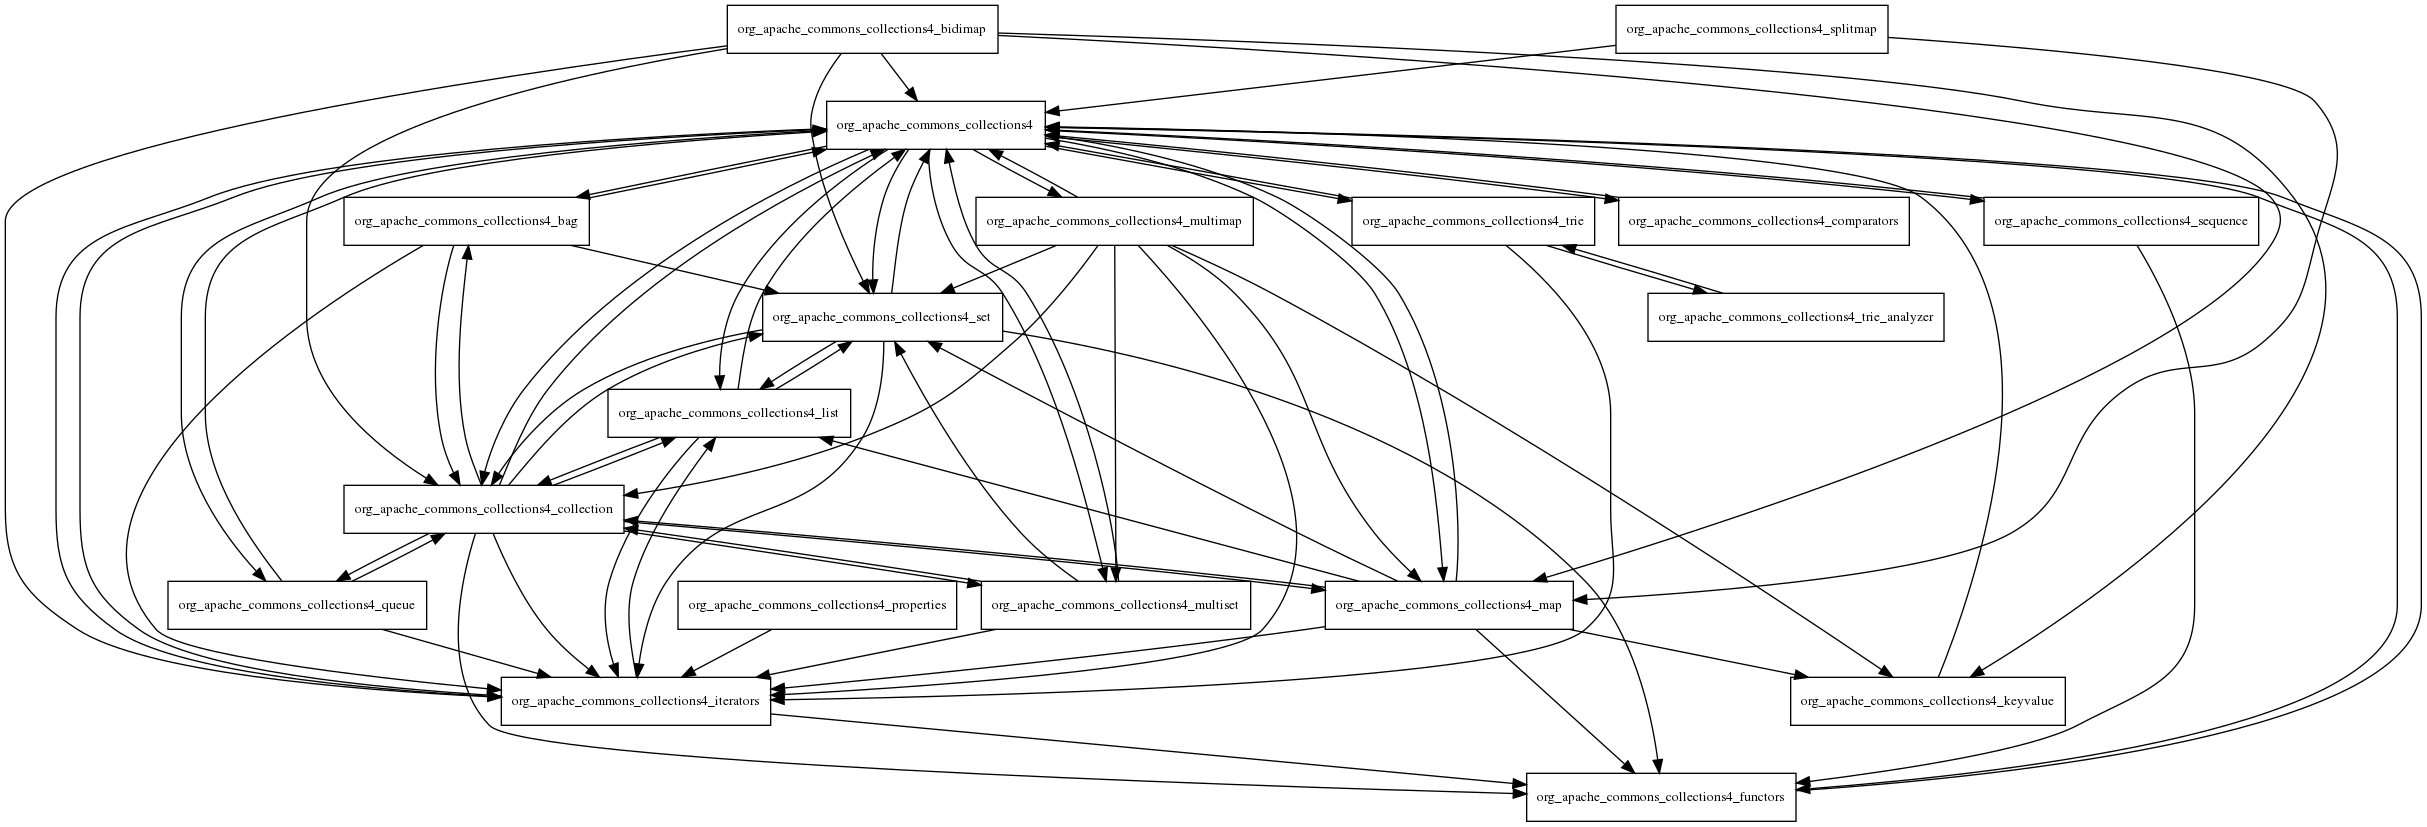 org_apache_commons_collections4_bidimap
org_apache_commons_collections4_splitmap
org_apache_commons_collections4
org_apache_commons_collections4_bag
org_apache_commons_collections4_multimap
org_apache_commons_collections4_trie
org_apache_commons_collections4_comparators
org_apache_commons_collections4_sequence
org_apache_commons_collections4_set
org_apache_commons_collections4_trie_analyzer
org_apache_commons_collections4_list
org_apache_commons_collections4_collection
org_apache_commons_collections4_queue
org_apache_commons_collections4_properties
org_apache_commons_collections4_multiset
org_apache_commons_collections4_map
org_apache_commons_collections4_iterators
org_apache_commons_collections4_keyvalue
org_apache_commons_collections4_functors